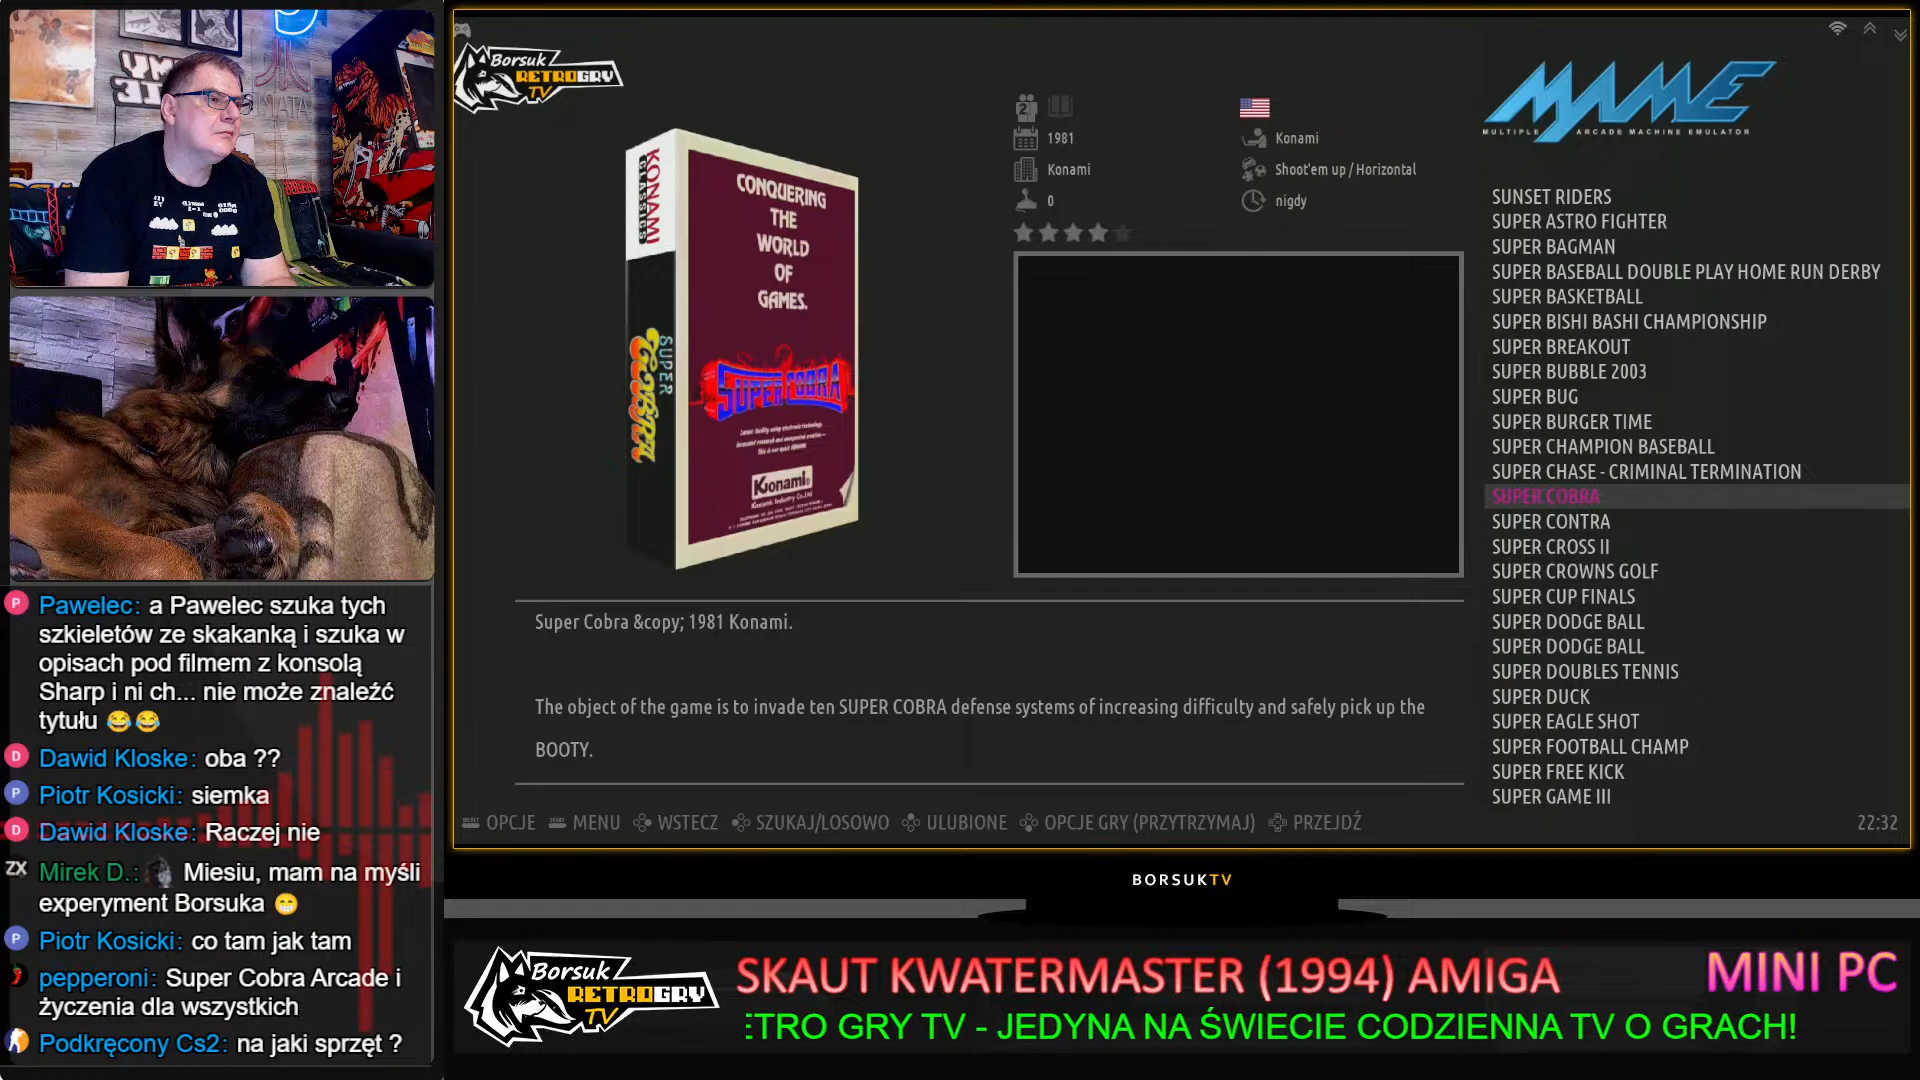 Borsuk
RETROGRY
TV
KONAMI
CLASSICS
SUPER
COBRA
CONQUERING
THE
WORLD
OF
GAMES.
SUPER COBRA
Konami
Konami Industry Co.,Ltd
2
1981
Konami
Konami
Shoot'em up / Horizontal
0
nigdy
MAME
MULTIPLE ARCADE MACHINE EMULATOR
SUNSET RIDERS
SUPER ASTRO FIGHTER
SUPER BAGMAN
SUPER BASEBALL DOUBLE PLAY HOME RUN DERBY
SUPER BASKETBALL
SUPER BISHI BASHI CHAMPIONSHIP
SUPER BREAKOUT
SUPER BUBBLE 2003
SUPER BUG
SUPER BURGER TIME
SUPER CHAMPION BASEBALL
SUPER CHASE - CRIMINAL TERMINATION
SUPER COBRA
SUPER CONTRA
SUPER CROSS II
SUPER CROWNS GOLF
SUPER CUP FINALS
SUPER DODGE BALL
SUPER DODGE BALL
SUPER DOUBLES TENNIS
SUPER DUCK
SUPER EAGLE SHOT
SUPER FOOTBALL CHAMP
SUPER FREE KICK
SUPER GAME III
Super Cobra &copy; 1981 Konami.
The object of the game is to invade ten SUPER COBRA defense systems of increasing difficulty and safely pick up the
BOOTY.
OPCJE MENU WSTECZ SZUKAJ/LOSOWO ULUBIONE OPCJE GRY (PRZYTRZYMAJ) PRZEJDŹ
22:32
Pawelec: a Pawelec szuka tych
szkieletów ze skakanką i szuka w
opisach pod filmem z konsolą
Sharp i ni ch... nie może znaleźć
tytułu 😂😂
Dawid Kloske: oba ??
Piotr Kosicki: siemka
Dawid Kloske: Raczej nie
ZX Mirek D.: Miesiu, mam na myśli
experyment Borsuka 😁
Piotr Kosicki: co tam jak tam
pepperoni: Super Cobra Arcade i
życzenia dla wszystkich
Podkręcony Cs2: na jaki sprzęt ?
BORSUKTV
Borsuk
RETROGRY
TV
SKAUT KWATERMASTER (1994) AMIGA
MINI PC
ETRO GRY TV - JEDYNA NA ŚWIECIE CODZIENNA TV O GRACH!